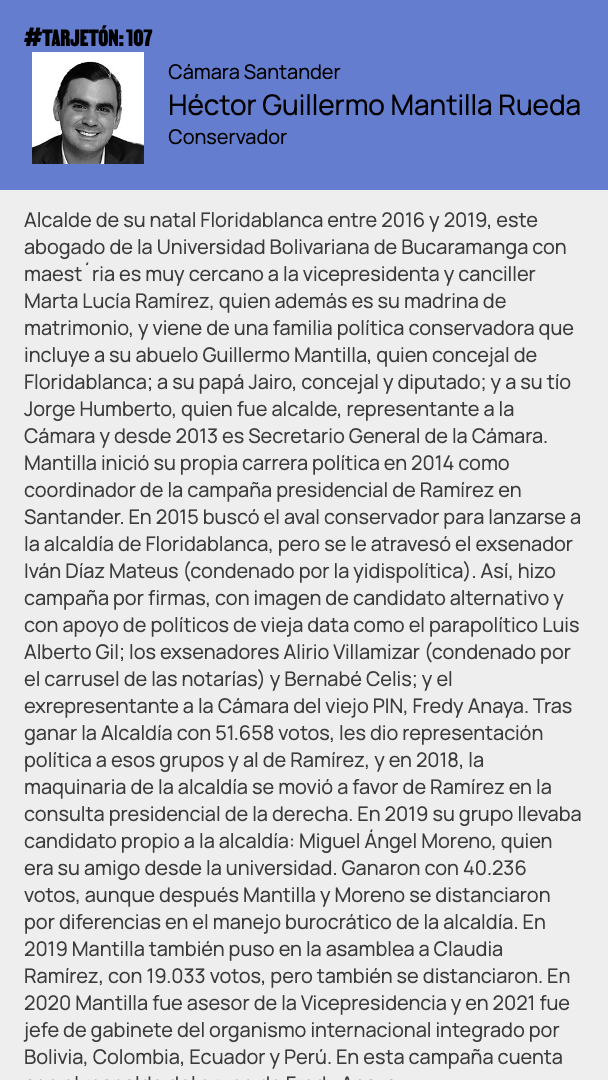 #TARJETÓN: 107
Cámara Santander
Héctor Guillermo Mantilla Rueda
Conservador
Alcalde de su natal Floridablanca entre 2016 y 2019, este
abogado de la Universidad Bolivariana de Bucaramanga con
maest´ria es muy cercano a la vicepresidenta y canciller
Marta Lucía Ramírez, quien además es su madrina de
matrimonio, y viene de una familia política conservadora que
incluye a su abuelo Guillermo Mantilla, quien concejal de
Floridablanca; a su papá Jairo, concejal y diputado; y a su tío
Jorge Humberto, quien fue alcalde, representante a la
Cámara y desde 2013 es Secretario General de la Cámara.
Mantilla inició su propia carrera política en 2014 como
coordinador de la campaña presidencial de Ramírez en
Santander. En 2015 buscó el aval conservador para lanzarse a
la alcaldía de Floridablanca, pero se le atravesó el exsenador
Iván Díaz Mateus (condenado por la yidispolítica). Así, hizo
campaña por firmas, con imagen de candidato alternativo y
con apoyo de políticos de vieja data como el parapolítico Luis
Alberto Gil; los exsenadores Alirio Villamizar (condenado por
el carrusel de las notarías) y Bernabé Celis; y el
exrepresentante a la Cámara del viejo PIN, Fredy Anaya. Tras
ganar la Alcaldía con 51.658 votos, les dio representación
política a esos grupos y al de Ramírez, y en 2018, la
maquinaria de la alcaldía se movió a favor de Ramírez en la
consulta presidencial de la derecha. En 2019 su grupo llevaba
candidato propio a la alcaldía: Miguel Ángel Moreno, quien
era su amigo desde la universidad. Ganaron con 40.236
votos, aunque después Mantilla y Moreno se distanciaron
por diferencias en el manejo burocrático de la alcaldía. En
2019 Mantilla también puso en la asamblea a Claudia
Ramírez, con 19.033 votos, pero también se distanciaron. En
2020 Mantilla fue asesor de la Vicepresidencia y en 2021 fue
jefe de gabinete del organismo internacional integrado por
Bolivia, Colombia, Ecuador y Perú. En esta campaña cuenta